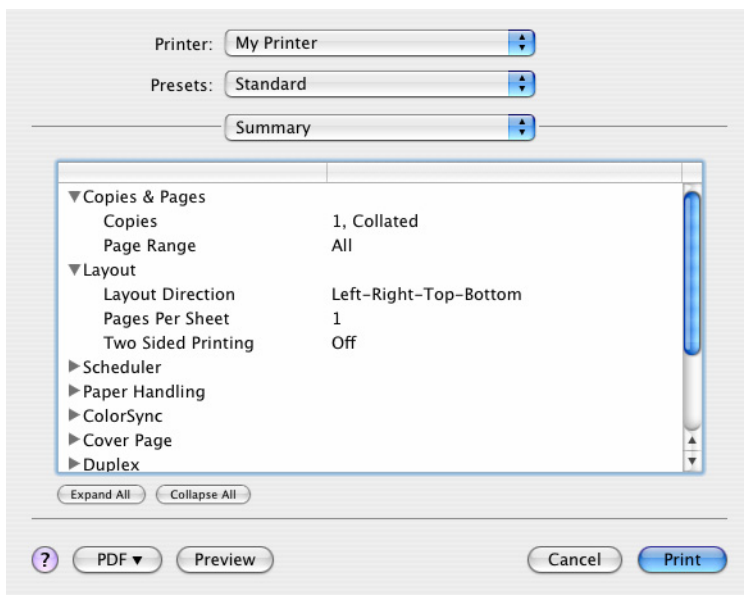 Printer: My Printer
Presets: Standard
Summary
Copies & Pages
Copies 1, Collated
Page Range All
Layout
Layout Direction Left-Right-Top-Bottom
Pages Per Sheet 1
Two Sided Printing Off
Scheduler
Paper Handling
ColorSync
Cover Page
Duplex
Expand All Collapse All
? PDF Preview Cancel Print